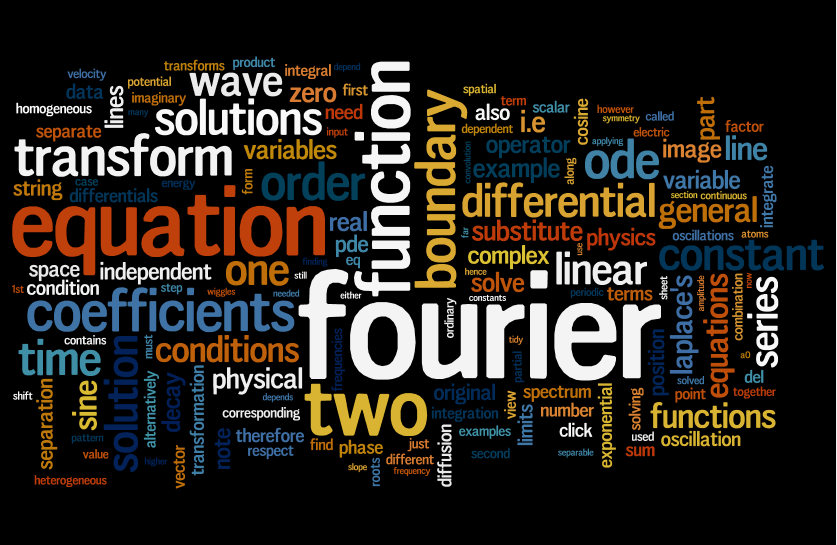 transforms
product
integral
depend
velocity
potential
wave
zero
first
data
imaginary
lines
homogeneous
many
solutions
need
separate
input
transform
variables
function
string
case
energy
differentials
form
order
equation
real
pde
eq
finding
space
independent
one
still
1st
condition
step
wiggles
needed
either
coefficients
fourier
contains
time
must
conditions
frequencies
physical
shift
separation
sine
solution
alternatively
decay
transformation
depends
two
corresponding
pattern
value
higher
vector
note
therefore
respect
find
phase
slope
roots
just
different
frequency
heterogeneous
spatial
boundary
also
term
scalar
i.e
dependent
cosine
however
symmetry
called
part
factor
electric
applying
operator
convolution
example
along
ode
image
line
differential
variable
section
continuous
integrate
general
far
substitute
physics
oscillations
atoms
use
complex
linear
constant
hence
solve
constants
periodic
terms
sheet
laplace's
amplitude
equations
combination
now
series
ordinary
tidy
partial
position
a0
solved
del
point
together
original
integration
view
spectrum
number
limits
exponential
solving
functions
examples
click
used
oscillation
diffusion
second
separable
sum